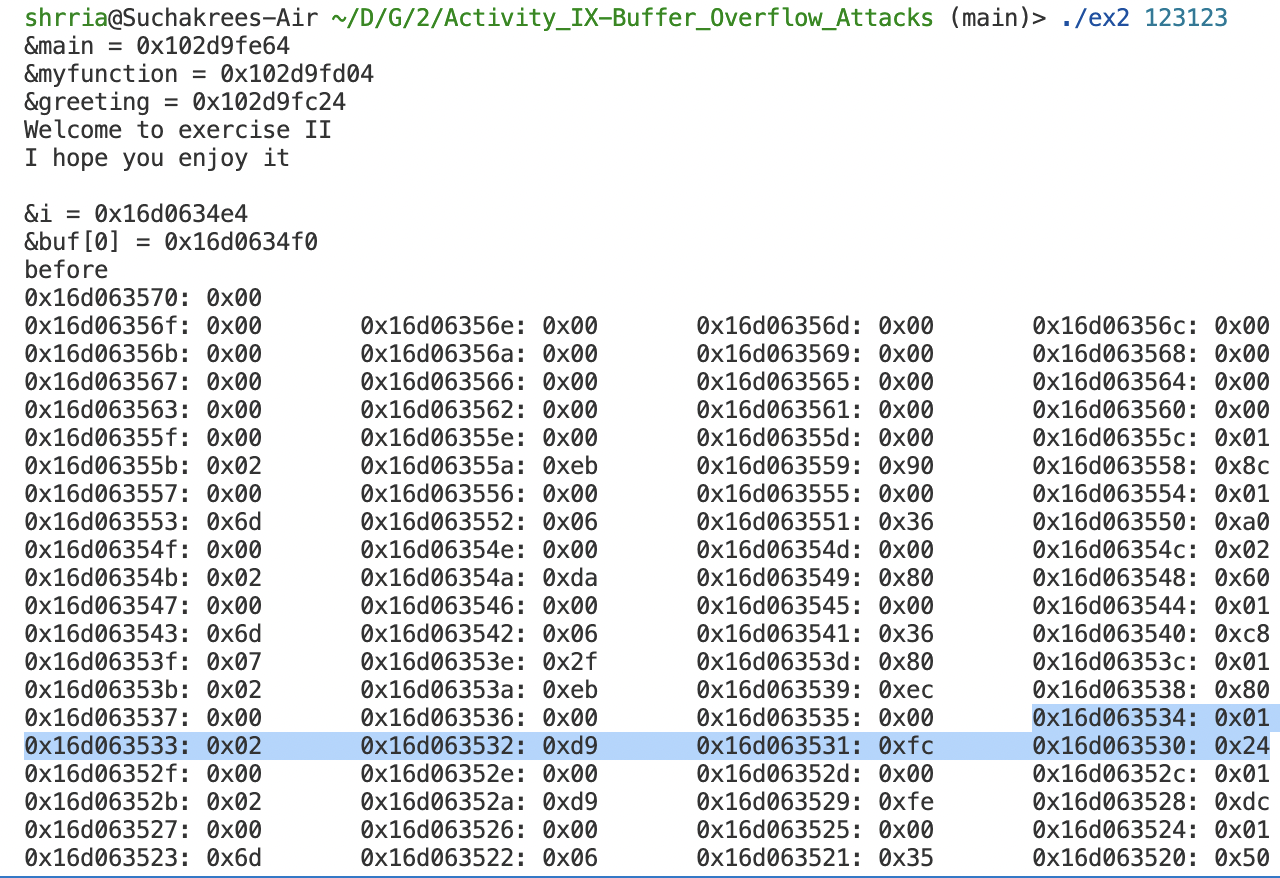 shrria@Suchakrees-Air ~/D/G/2/Activity_IX-Buffer_Overflow_Attacks (main)> ./ex2 123123
&main = 0x102d9fe64
&myfunction = 0x102d9fd04
&greeting = 0x102d9fc24
Welcome to exercise II
I hope you enjoy it
&i = 0x16d0634e4
&buf[0] = 0x16d0634f0
before
0x16d063570: 0x00
0x16d06356f: 0x00 0x16d06356e: 0x00 0x16d06356d: 0x00 0x16d06356c: 0x00
0x16d06356b: 0x00 0x16d06356a: 0x00 0x16d063569: 0x00 0x16d063568: 0x00
0x16d063567: 0x00 0x16d063566: 0x00 0x16d063565: 0x00 0x16d063564: 0x00
0x16d063563: 0x00 0x16d063562: 0x00 0x16d063561: 0x00 0x16d063560: 0x00
0x16d06355f: 0x00 0x16d06355e: 0x00 0x16d06355d: 0x00 0x16d06355c: 0x01
0x16d06355b: 0x02 0x16d06355a: 0xeb 0x16d063559: 0x90 0x16d063558: 0x8c
0x16d063557: 0x00 0x16d063556: 0x00 0x16d063555: 0x00 0x16d063554: 0x01
0x16d063553: 0x6d 0x16d063552: 0x06 0x16d063551: 0x36 0x16d063550: 0xa0
0x16d06354f: 0x00 0x16d06354e: 0x00 0x16d06354d: 0x00 0x16d06354c: 0x02
0x16d06354b: 0x02 0x16d06354a: 0xda 0x16d063549: 0x80 0x16d063548: 0x60
0x16d063547: 0x00 0x16d063546: 0x00 0x16d063545: 0x00 0x16d063544: 0x01
0x16d063543: 0x6d 0x16d063542: 0x06 0x16d063541: 0x36 0x16d063540: 0xc8
0x16d06353f: 0x07 0x16d06353e: 0x2f 0x16d06353d: 0x80 0x16d06353c: 0x01
0x16d06353b: 0x02 0x16d06353a: 0xeb 0x16d063539: 0xec 0x16d063538: 0x80
0x16d063537: 0x00 0x16d063536: 0x00 0x16d063535: 0x00 0x16d063534: 0x01
0x16d063533: 0x02 0x16d063532: 0xd9 0x16d063531: 0xfc 0x16d063530: 0x24
0x16d06352f: 0x00 0x16d06352e: 0x00 0x16d06352d: 0x00 0x16d06352c: 0x01
0x16d06352b: 0x02 0x16d06352a: 0xd9 0x16d063529: 0xfe 0x16d063528: 0xdc
0x16d063527: 0x00 0x16d063526: 0x00 0x16d063525: 0x00 0x16d063524: 0x01
0x16d063523: 0x6d 0x16d063522: 0x06 0x16d063521: 0x35 0x16d063520: 0x50